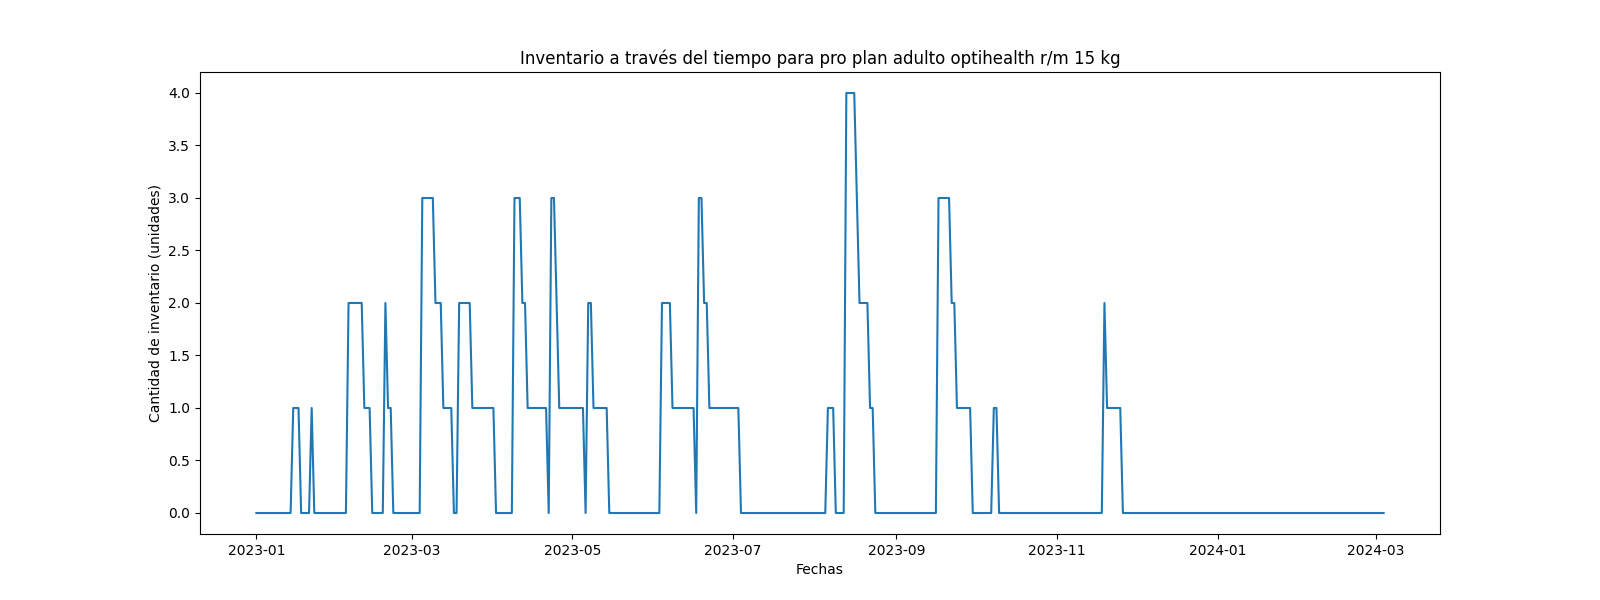 Inventario a través del tiempo para pro plan adulto optihealth r/m 15 kg
Cantidad de inventario (unidades)
4.0
3.5
3.0
2.5
2.0
1.5
1.0
0.5
0.0
2023-01 2023-03 2023-05 2023-07 2023-09 2023-11 2024-01 2024-03
Fechas